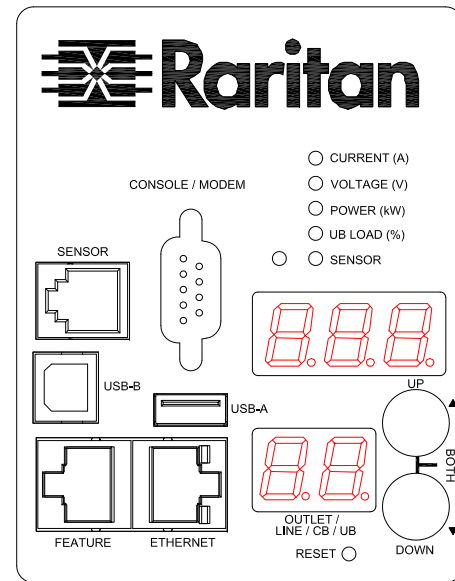 Raritan
CURRENT (A)
CONSOLE / MODEM
VOLTAGE (V)
POWER (kW)
UB LOAD (%)
SENSOR
SENSOR
USB-B
USB-A
UP
BOTH
OUTLET /
LINE / CB / UB
FEATURE
ETHERNET
DOWN
RESET